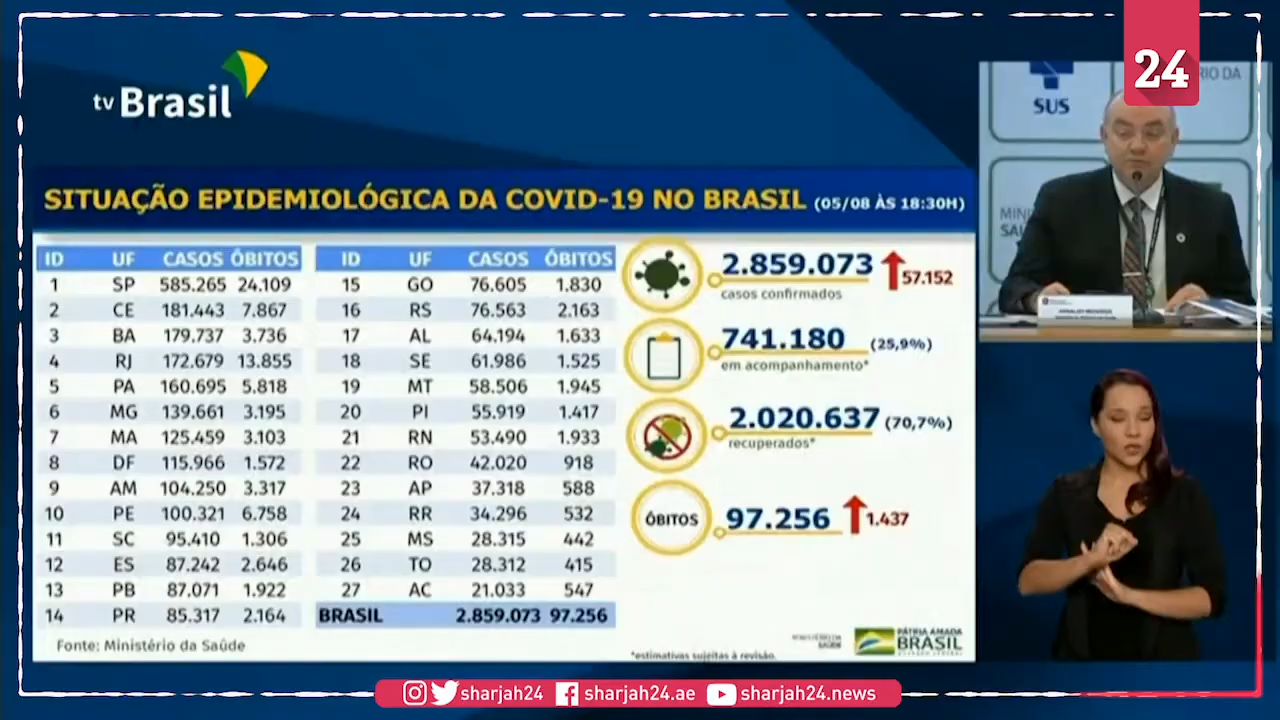 tv Brasil
24
SUS
SITUAÇÃO EPIDEMIOLÓGICA DA COVID-19 NO BRASIL (05/08 ÀS 18:30H)
ID UF CASOS ÓBITOS
1 SP 585.265 24.109
2 CE 181.443 7.867
3 BA 179.737 3.736
4 RJ 172.679 13.855
5 PA 160.695 5.818
6 MG 139.661 3.195
7 MA 125.459 3.103
8 DF 115.966 1.572
9 AM 104.250 3.317
10 PE 100.321 6.758
11 SC 95.410 1.306
12 ES 87.242 2.646
13 PB 87.071 1.922
14 PR 85.317 2.164
ID UF CASOS ÓBITOS
15 GO 76.605 1.830
16 RS 76.563 2.163
17 AL 64.194 1.633
18 SE 61.986 1.525
19 MT 58.506 1.945
20 PI 55.919 1.417
21 RN 53.490 1.933
22 RO 42.020 918
23 AP 37.318 588
24 RR 34.296 532
25 MS 28.315 442
26 TO 28.312 415
27 AC 21.033 547
BRASIL 2.859.073 97.256
2.859.073 57.152
casos confirmados
741.180 (25,9%)
em acompanhamento*
2.020.637 (70,7%)
recuperados*
ÓBITOS 97.256 1.437
Fonte: Ministério da Saúde
*estimativas sujeitas à revisão.
PÁTRIA AMADA
BRASIL
sharjah24 sharjah24.ae sharjah24.news